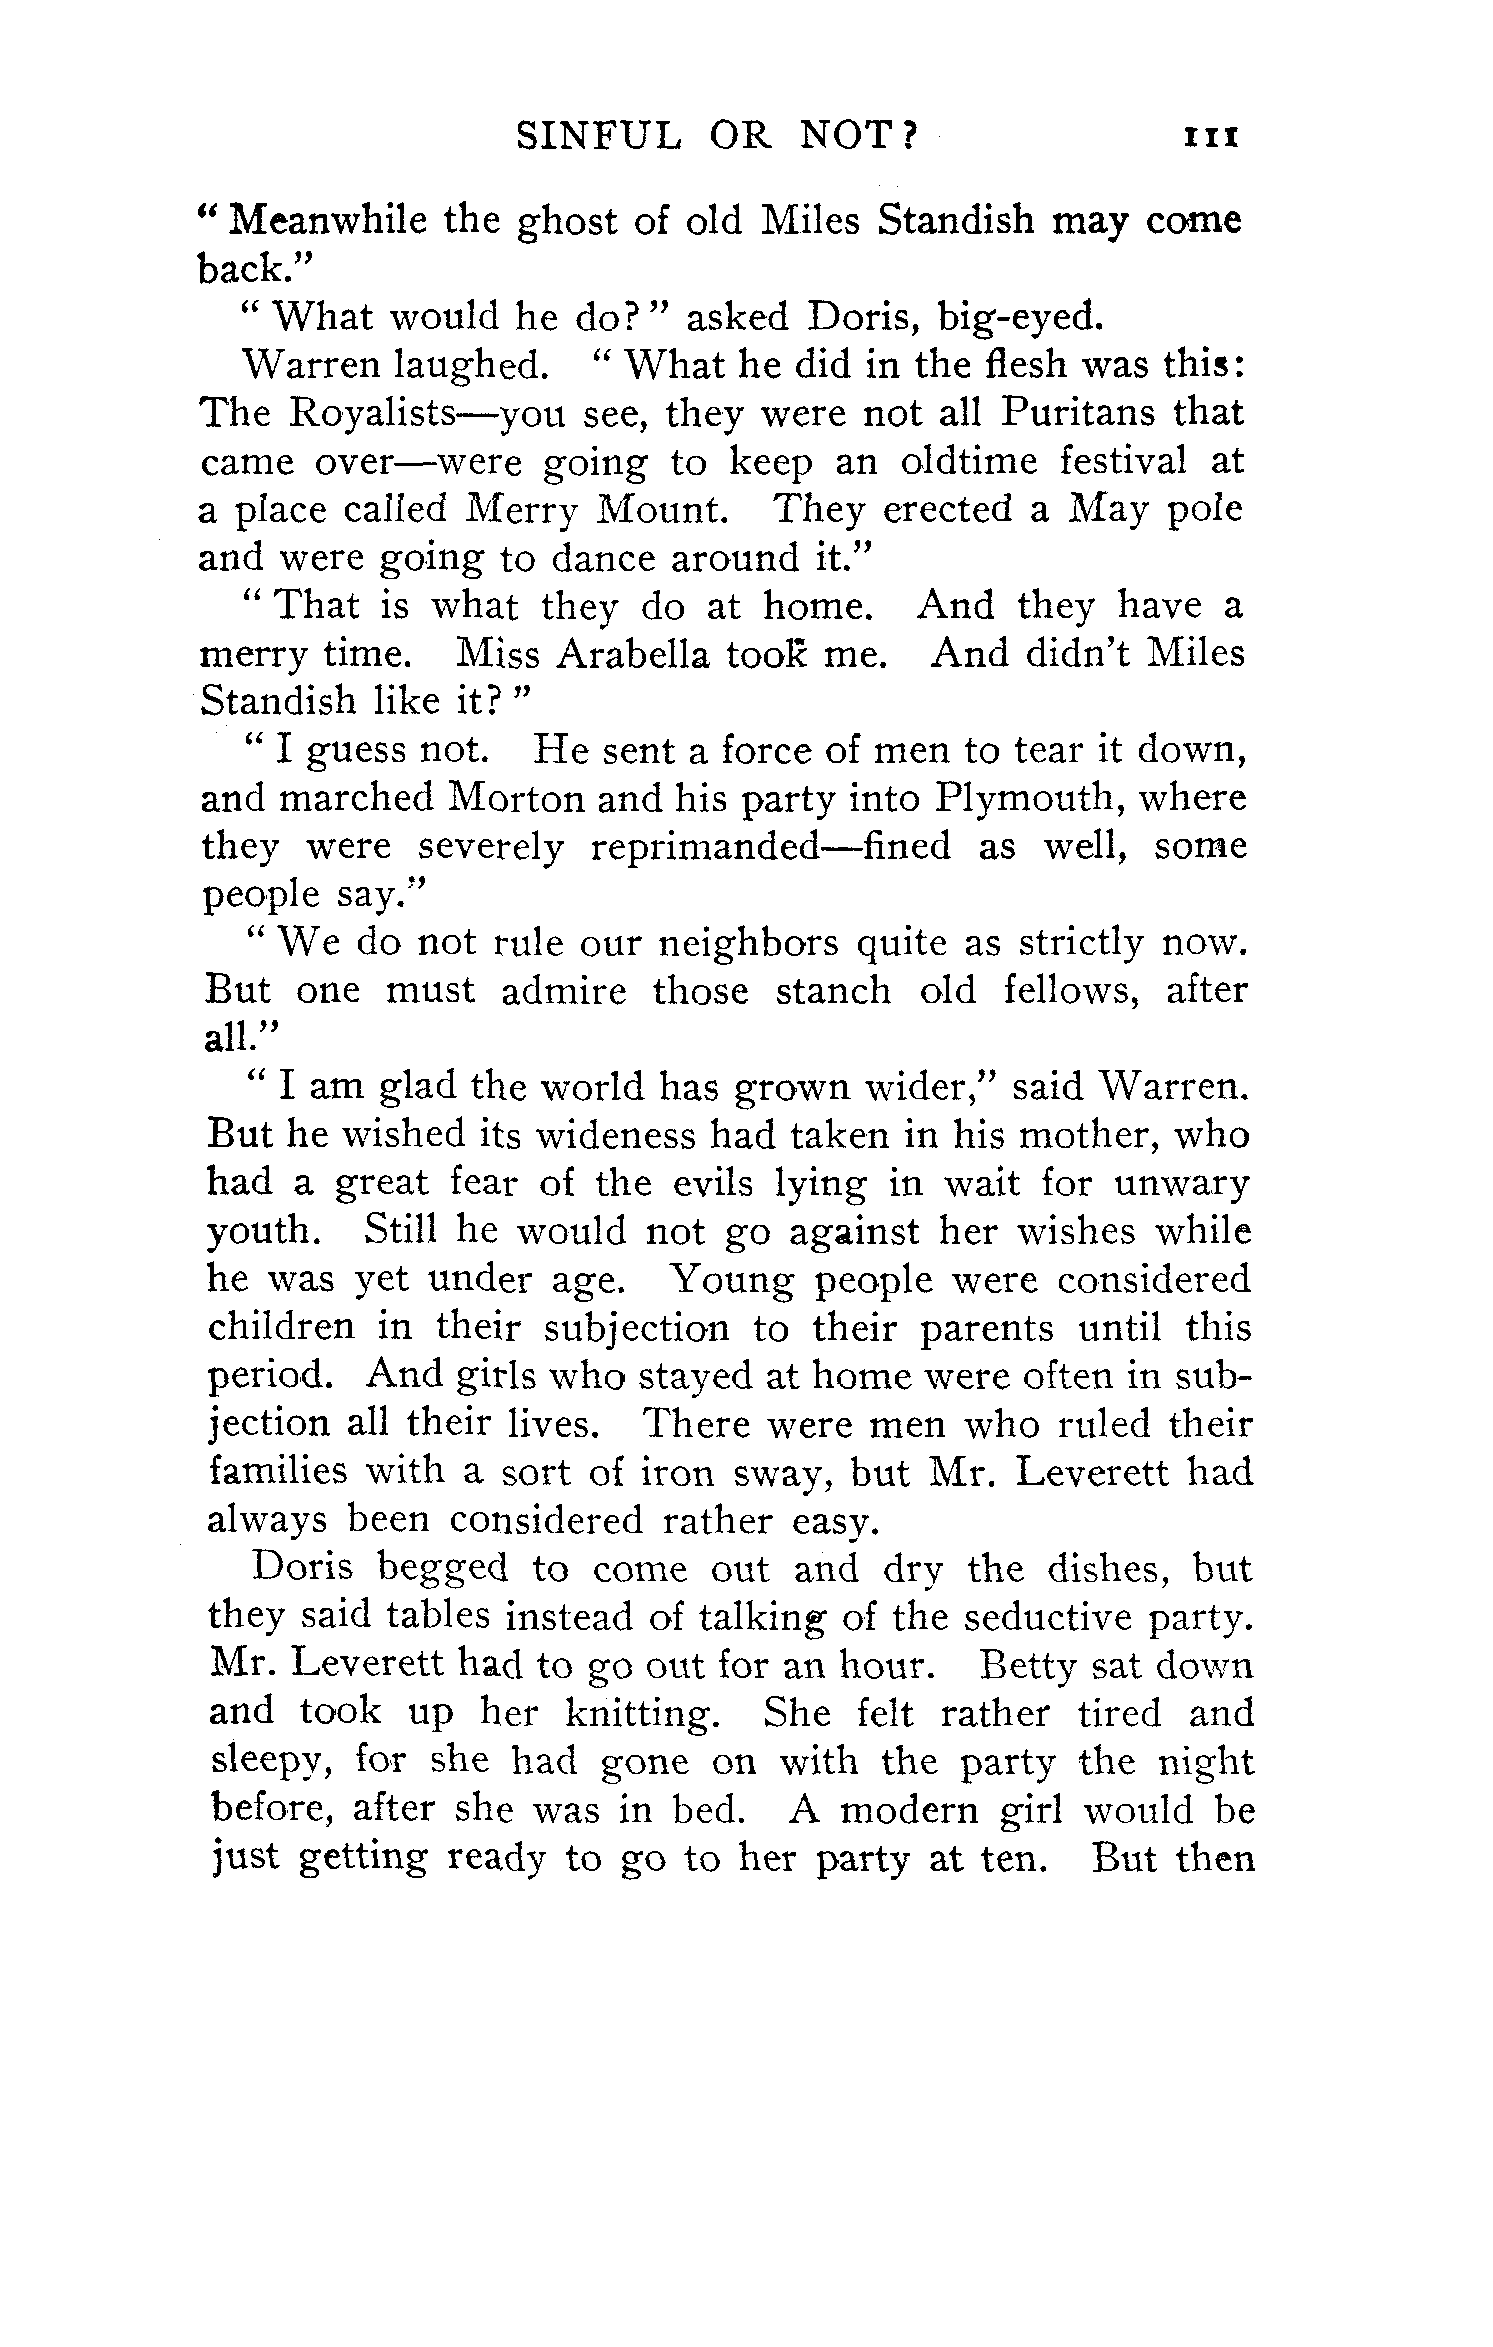 SINFUL OR NOT? 111
" Meanwhile the ghost of old Miles Standish may come
back."
" What would he do? " asked Doris, big-eyed.
Warren laughed. " What he did in the flesh was this:
The Royalists—you see, they were not all Puritans that
came over—were going to keep an oldtime festival at
a place called Merry Mount. They erected a May pole
and were going to dance around it."
" That is what they do at home. And they have a
merry time. Miss Arabella took me. And didn't Miles
Standish like it? "
" I guess not. He sent a force of men to tear it down,
and marched Morton and his party into Plymouth, where
they were severely reprimanded—fined as well, some
people say."
" We do not rule our neighbors quite as strictly now.
But one must admire those stanch old fellows, after
all."
" I am glad the world has grown wider," said Warren.
But he wished its wideness had taken in his mother, who
had a great fear of the evils lying in wait for unwary
youth. Still he would not go against her wishes while
he was yet under age. Young people were considered
children in their subjection to their parents until this
period. And girls who stayed at home were often in sub-
jection all their lives. There were men who ruled their
families with a sort of iron sway, but Mr. Leverett had
always been considered rather easy.
Doris begged to come out and dry the dishes, but
they said tables instead of talking of the seductive party.
Mr. Leverett had to go out for an hour. Betty sat down
and took up her knitting. She felt rather tired and
sleepy, for she had gone on with the party the night
before, after she was in bed. A modern girl would be
just getting ready to go to her party at ten. But then